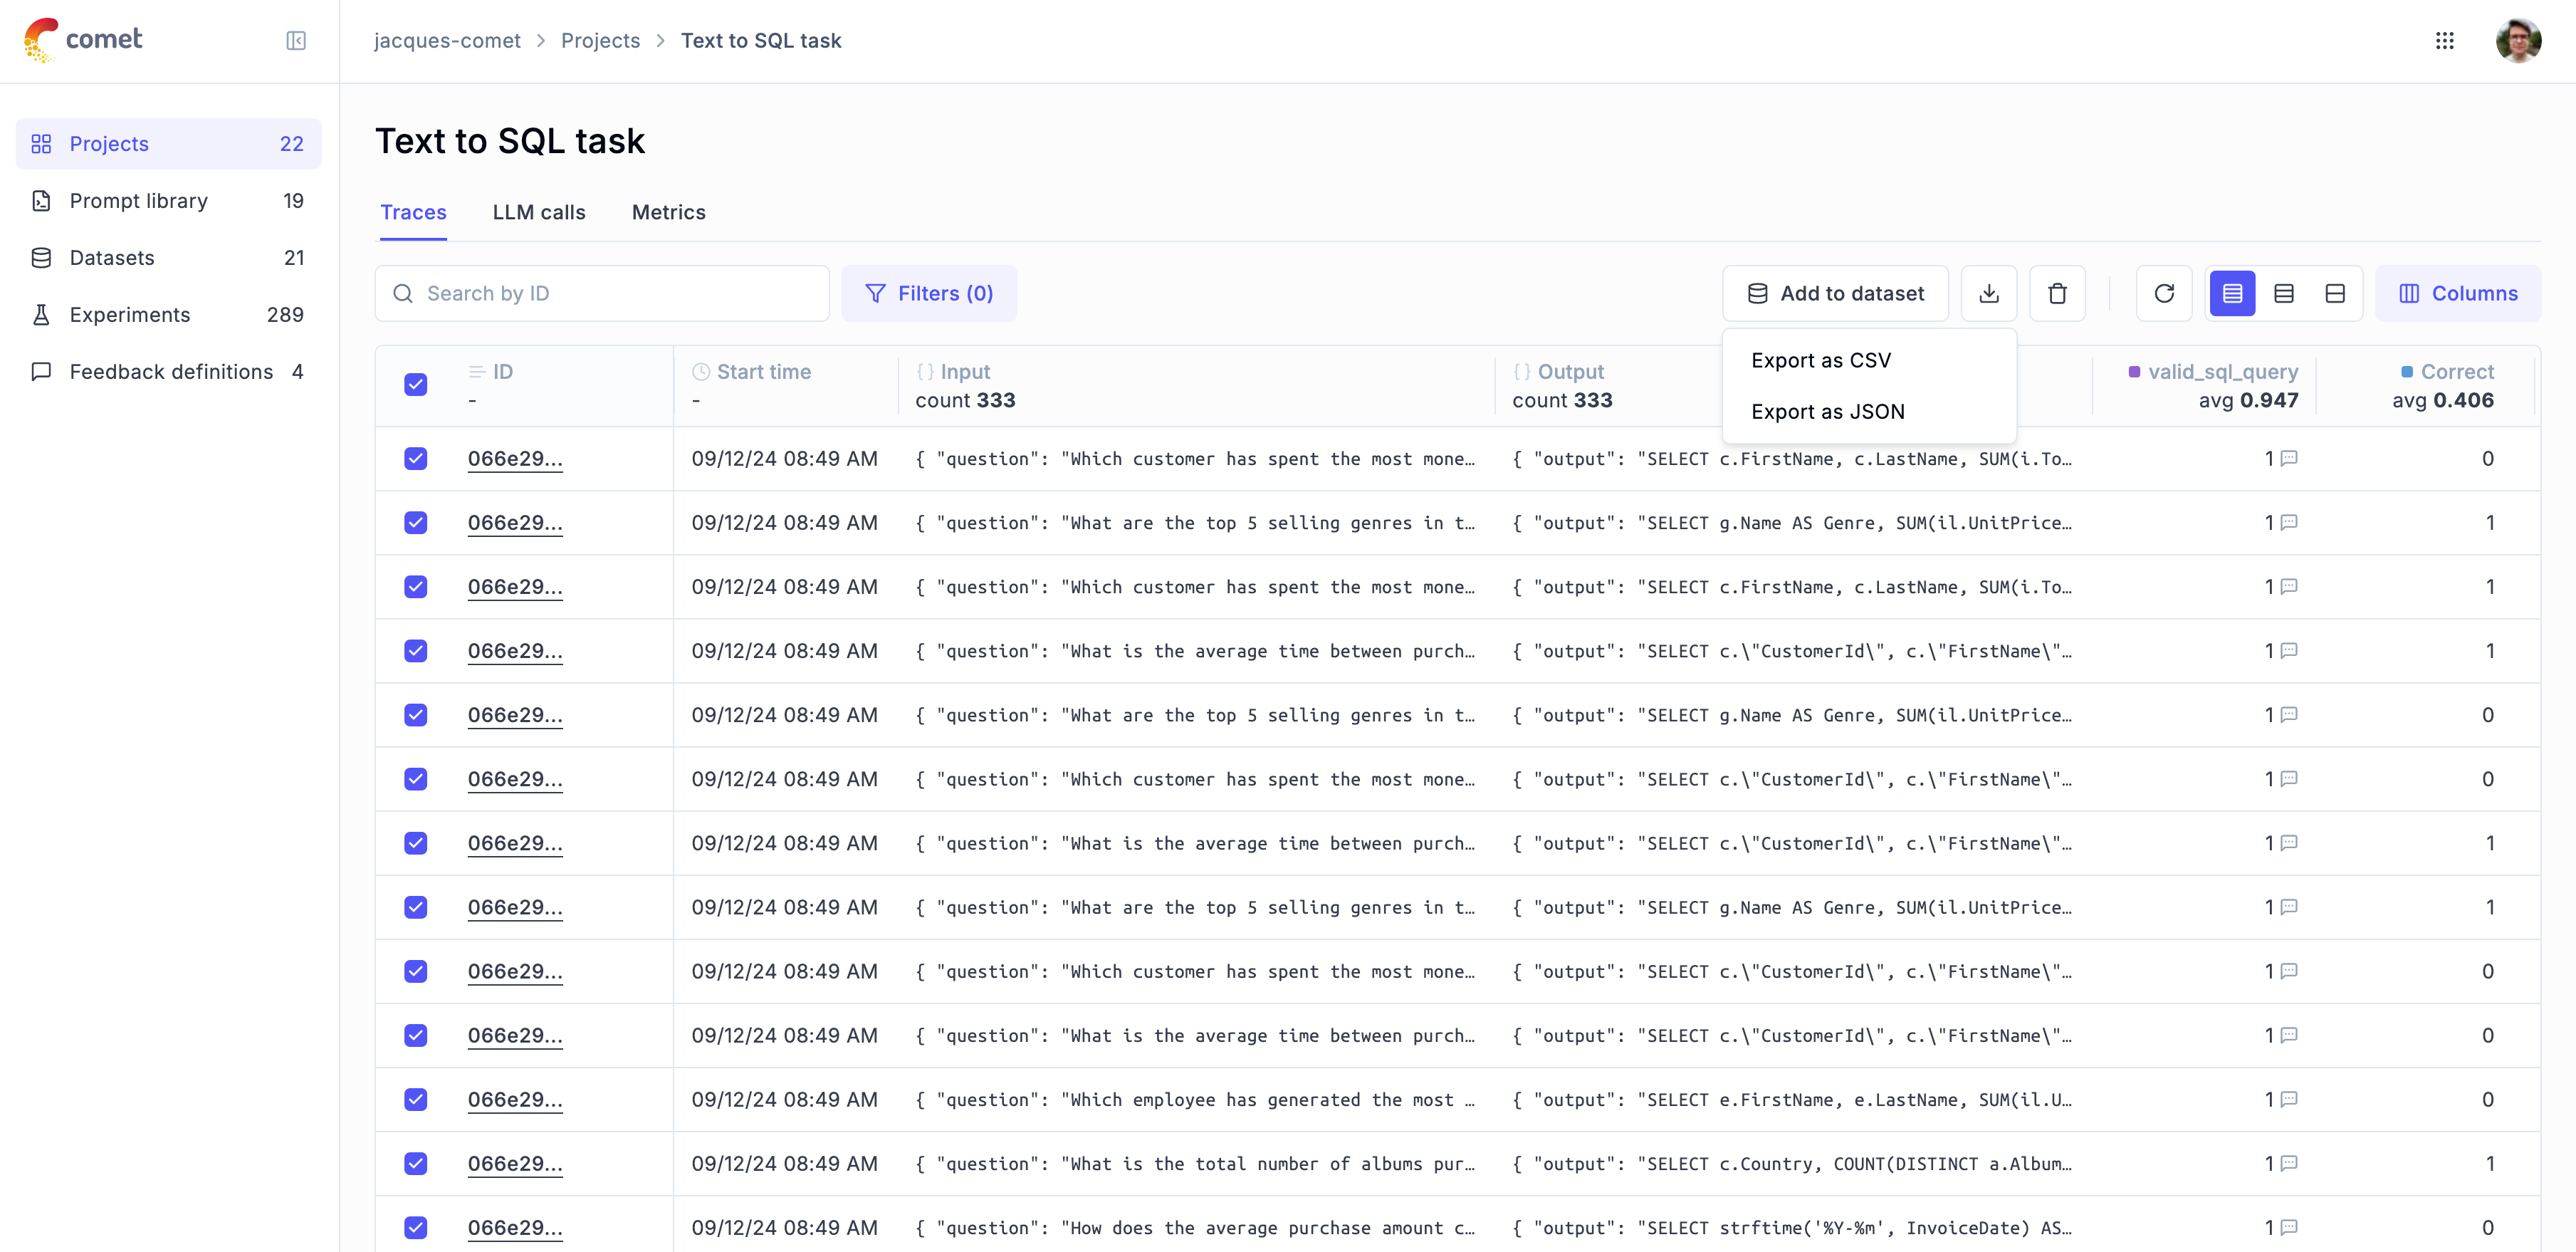 comet
jacques-comet > Projects > Text to SQL task
Projects 22
Prompt library 19
Datasets 21
Experiments 289
Feedback definitions 4
Text to SQL task
Traces LLM calls Metrics
Search by ID Filters (0) Add to dataset Columns
Export as CSV
Export as JSON
ID Start time {} Input {} Output valid_sql_query Correct
- - count 333 count 333 avg 0.947 avg 0.406
066e29... 09/12/24 08:49 AM { "question": "Which customer has spent the most mone… { "output": "SELECT c.FirstName, c.LastName, SUM(i.To… 1 0
066e29... 09/12/24 08:49 AM { "question": "What are the top 5 selling genres in t… { "output": "SELECT g.Name AS Genre, SUM(il.UnitPrice… 1 1
066e29... 09/12/24 08:49 AM { "question": "Which customer has spent the most mone… { "output": "SELECT c.FirstName, c.LastName, SUM(i.To… 1 1
066e29... 09/12/24 08:49 AM { "question": "What is the average time between purch… { "output": "SELECT c.\"CustomerId\", c.\"FirstName\"… 1 1
066e29... 09/12/24 08:49 AM { "question": "What are the top 5 selling genres in t… { "output": "SELECT g.Name AS Genre, SUM(il.UnitPrice… 1 0
066e29... 09/12/24 08:49 AM { "question": "Which customer has spent the most mone… { "output": "SELECT c.\"CustomerId\", c.\"FirstName\"… 1 0
066e29... 09/12/24 08:49 AM { "question": "What is the average time between purch… { "output": "SELECT c.\"CustomerId\", c.\"FirstName\"… 1 1
066e29... 09/12/24 08:49 AM { "question": "What are the top 5 selling genres in t… { "output": "SELECT g.Name AS Genre, SUM(il.UnitPrice… 1 1
066e29... 09/12/24 08:49 AM { "question": "Which customer has spent the most mone… { "output": "SELECT c.\"CustomerId\", c.\"FirstName\"… 1 0
066e29... 09/12/24 08:49 AM { "question": "What is the average time between purch… { "output": "SELECT c.\"CustomerId\", c.\"FirstName\"… 1 0
066e29... 09/12/24 08:49 AM { "question": "Which employee has generated the most … { "output": "SELECT e.FirstName, e.LastName, SUM(il.U… 1 0
066e29... 09/12/24 08:49 AM { "question": "What is the total number of albums pur… { "output": "SELECT c.Country, COUNT(DISTINCT a.Album… 1 1
066e29... 09/12/24 08:49 AM { "question": "How does the average purchase amount c… { "output": "SELECT strftime('%Y-%m', InvoiceDate) AS… 1 0